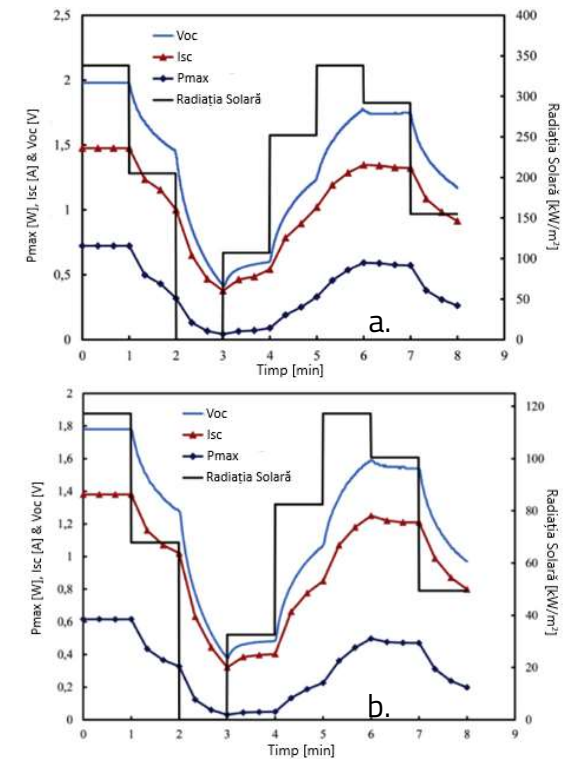 2,5
2
1,5
1
0,5
0
400
350
300
250
200
150
100
50
0
0 1 2 3 4 5 6 7 8 9
Voc
Isc
Pmax
Radiația Solară
Pmax [W], Isc [A] & Voc [V]
Radiația Solară [kW/m²]
Timp [min]
a.
2
1,8
1,6
1,4
1,2
1
0,8
0,6
0,4
0,2
0
120
100
80
60
40
20
0
0 1 2 3 4 5 6 7 8 9
Voc
Isc
Pmax
Radiația Solară
Pmax [W], Isc [A] & Voc [V]
Radiația Solară [kW/m²]
Timp [min]
b.